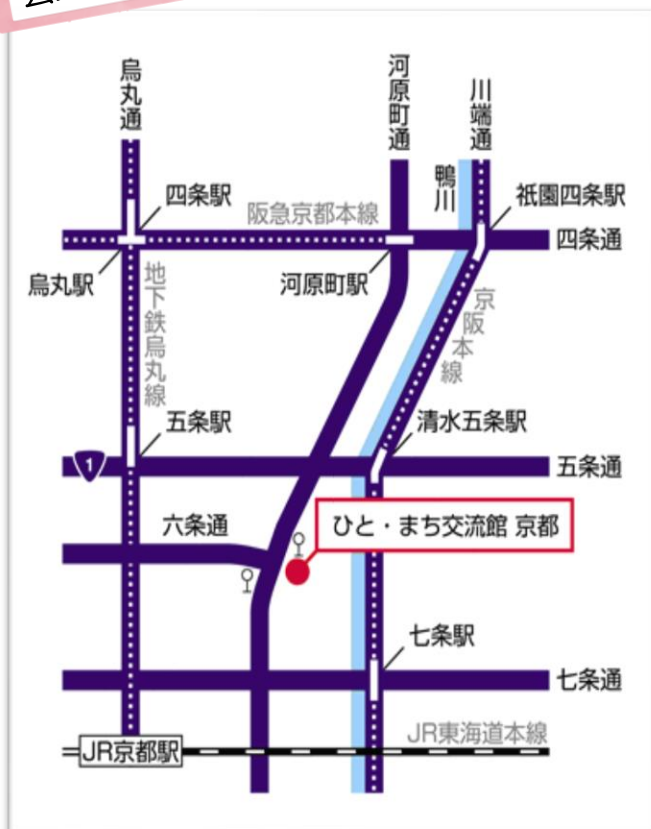 烏丸通
河原町通
川端通
鴨川
四条駅
阪急京都本線
祇園四条駅
四条通
烏丸駅
地下鉄烏丸線
河原町駅
京阪本線
五条駅
清水五条駅
1
五条通
六条通
ひと・まち交流館 京都
七条駅
七条通
JR東海道本線
JR京都駅